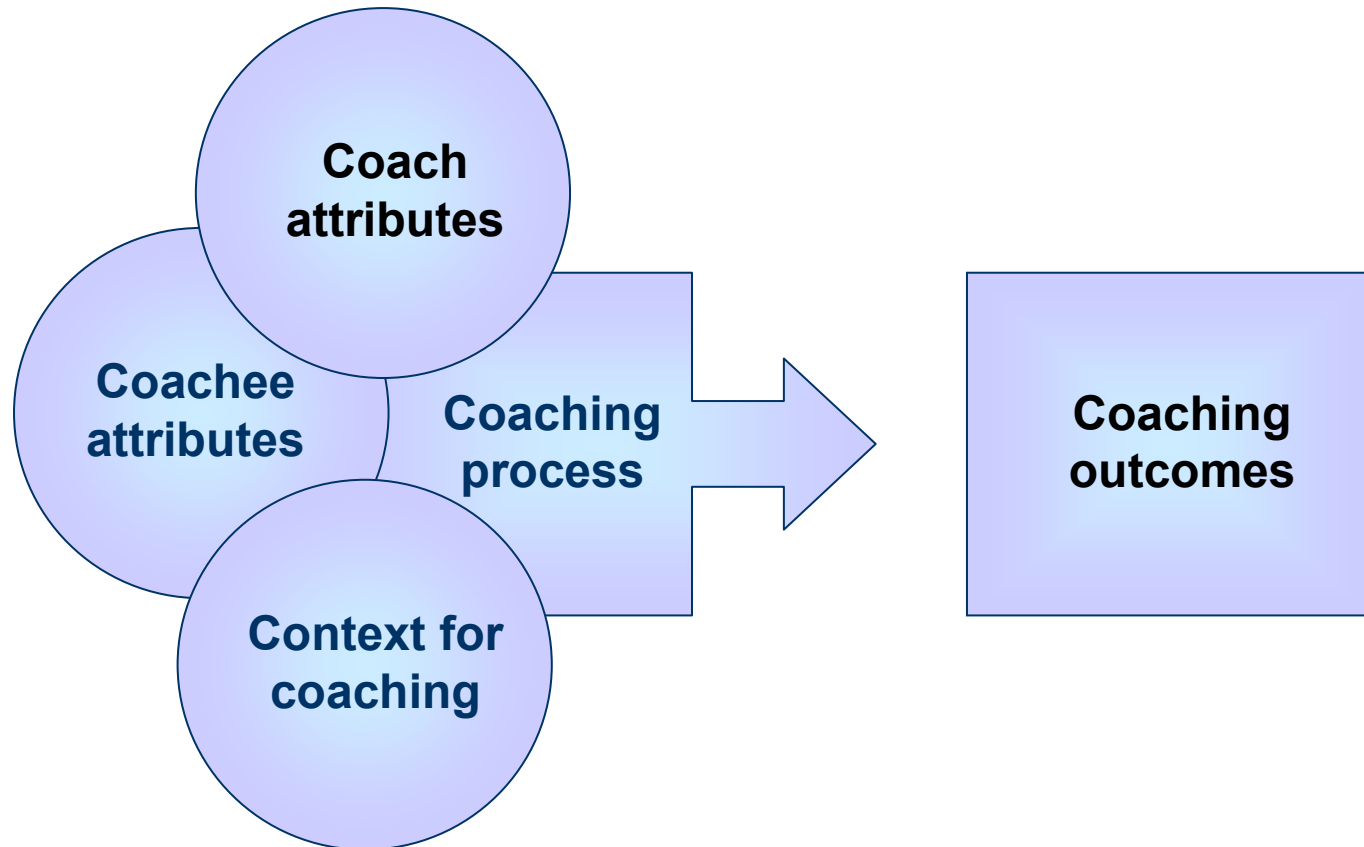 Coach
attributes
Coachee
attributes
Coaching
process
Context for
coaching
Coaching
outcomes